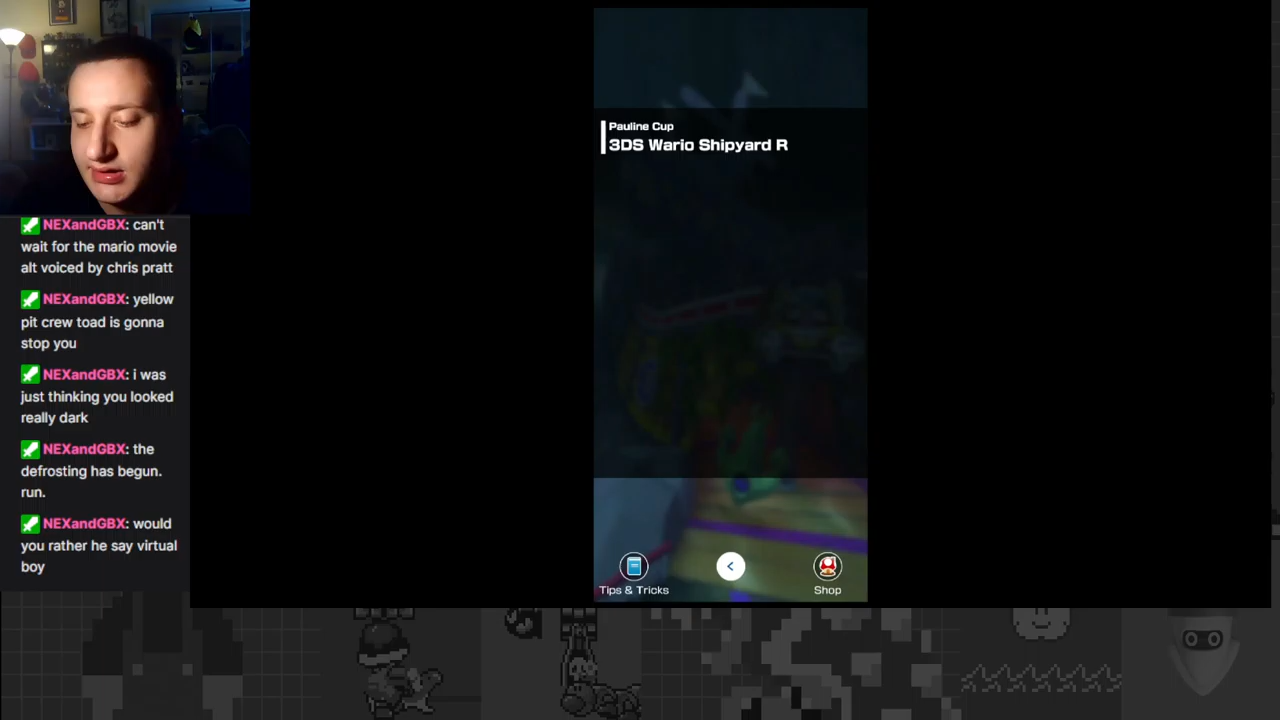 NEXandGBX: can't
wait for the mario movie
alt voiced by chris pratt
NEXandGBX: yellow
pit crew toad is gonna
stop you
NEXandGBX: i was
just thinking you looked
really dark
NEXandGBX: the
defrosting has begun.
run.
NEXandGBX: would
you rather he say virtual
boy
Pauline Cup
3DS Wario Shipyard R
Tips & Tricks
Shop